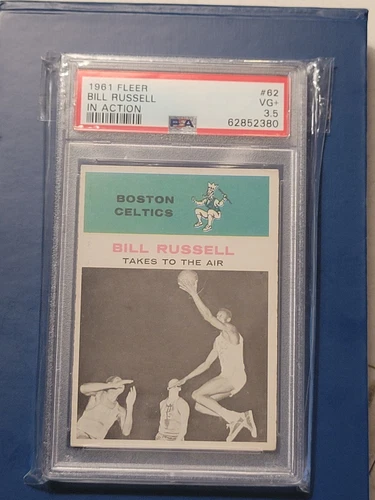 1961 FLEER
#62
BILL RUSSELL
VG+
IN ACTION
3.5
PSA
62852380
BOSTON
CELTICS
BILL RUSSELL
TAKES TO THE AIR